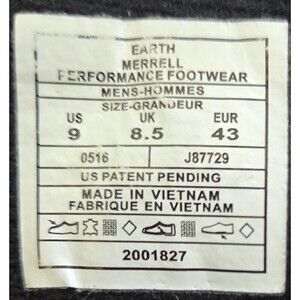 EARTH
MERRELL
PERFORMANCE FOOTWEAR
MENS-HOMMES
SIZE-GRANDEUR
US UK EUR
9 8.5 43
0516 J87729
US PATENT PENDING
MADE IN VIETNAM
FABRIQUE EN VIETNAM
2001827